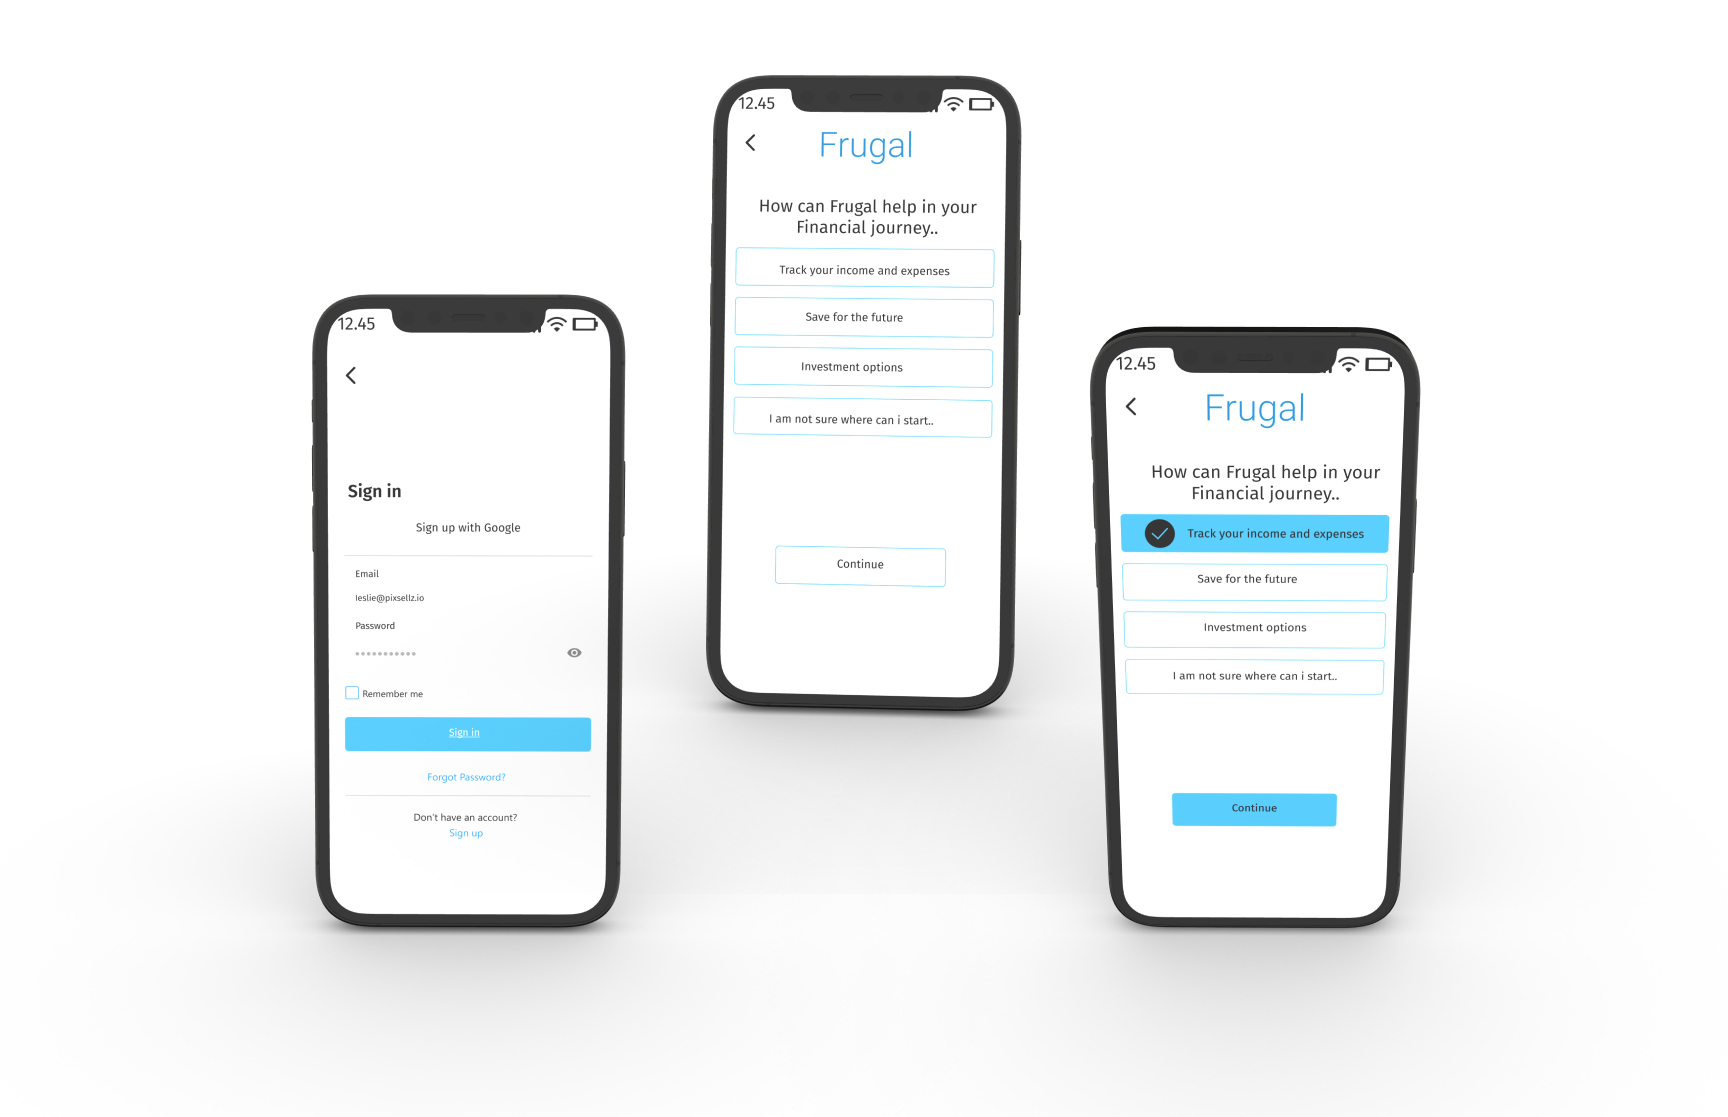 12.45
Sign in
Sign up with Google
Email
leslie@pixsellz.io
Password
Remember me
Sign in
Forgot Password?
Don't have an account?
Sign up
12.45
Frugal
How can Frugal help in your
Financial journey..
Track your income and expenses
Save for the future
Investment options
I am not sure where can i start..
Continue
12.45
Frugal
How can Frugal help in your
Financial journey..
Track your income and expenses
Save for the future
Investment options
I am not sure where can i start..
Continue